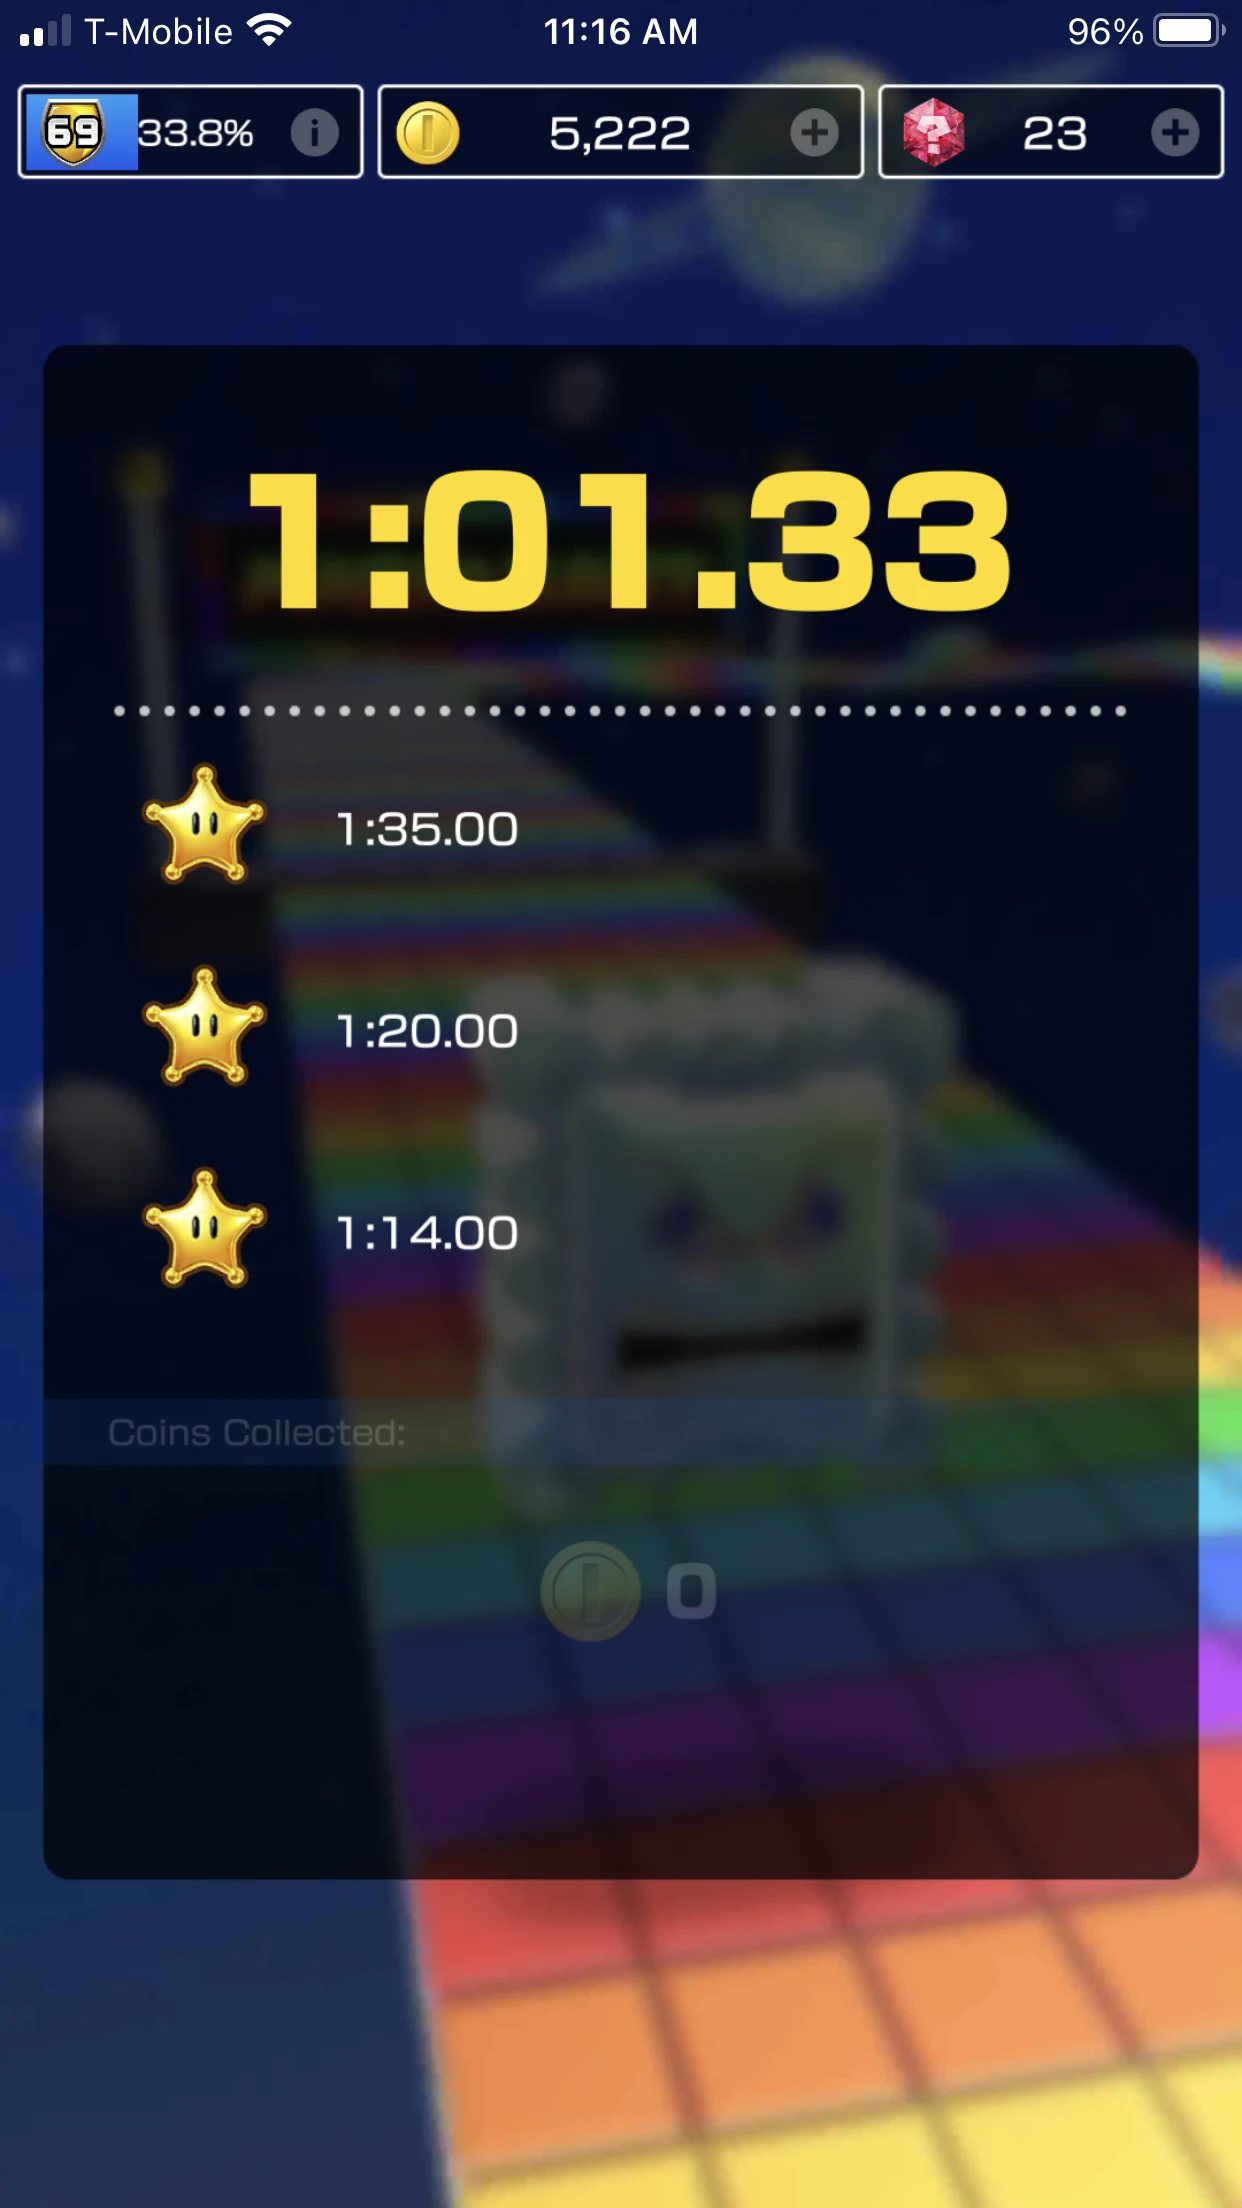 T-Mobile 11:16 AM 96%
69 33.8% i 5,222 + ? 23 +
1:01.33
1:35.00
1:20.00
1:14.00
Coins Collected:
0